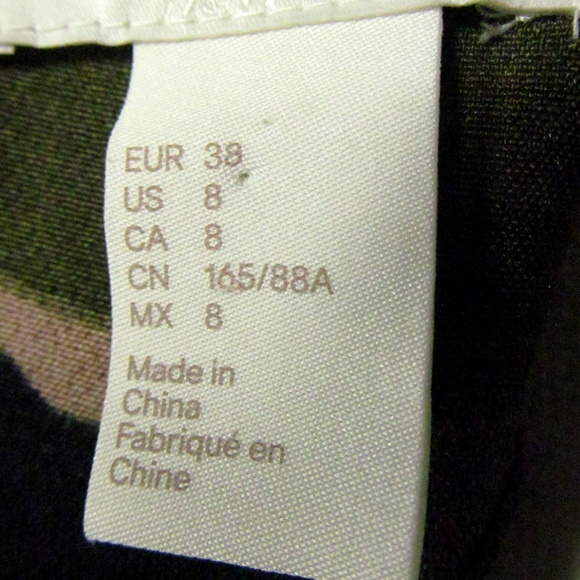 EUR 38
US 8
CA 8
CN 165/88A
MX 8
Made in
China
Fabriqué en
Chine